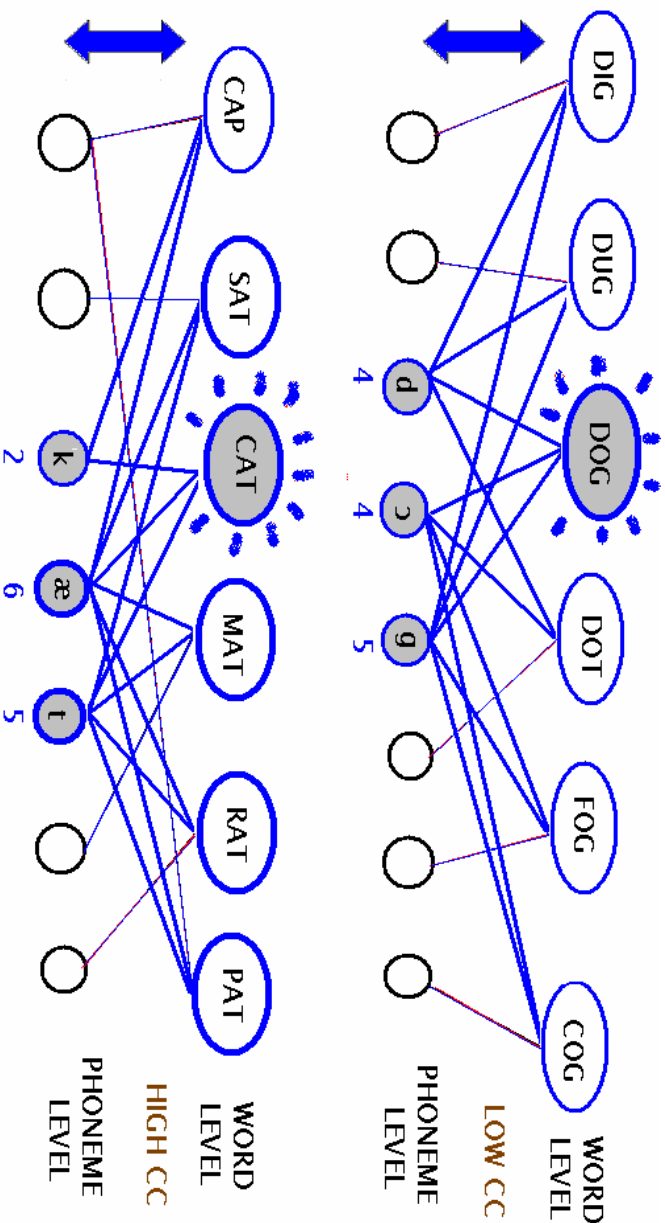 DIG DUG DOG DOT FOG COG
WORD
LEVEL
LOW CC
d ɔ g
PHONEME
LEVEL
4 4 5
CAP SAT CAT MAT RAT PAT
WORD
LEVEL
HIGH CC
k æ t
PHONEME
LEVEL
2 6 5